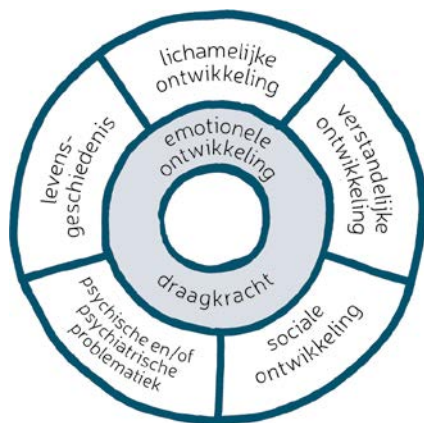 lichamelijke
ontwikkeling
verstandelijke
ontwikkeling
sociale
ontwikkeling
psychische en/of
psychiatrische
problematiek
levens-
geschiedenis
emotionele
ontwikkeling
draagkracht